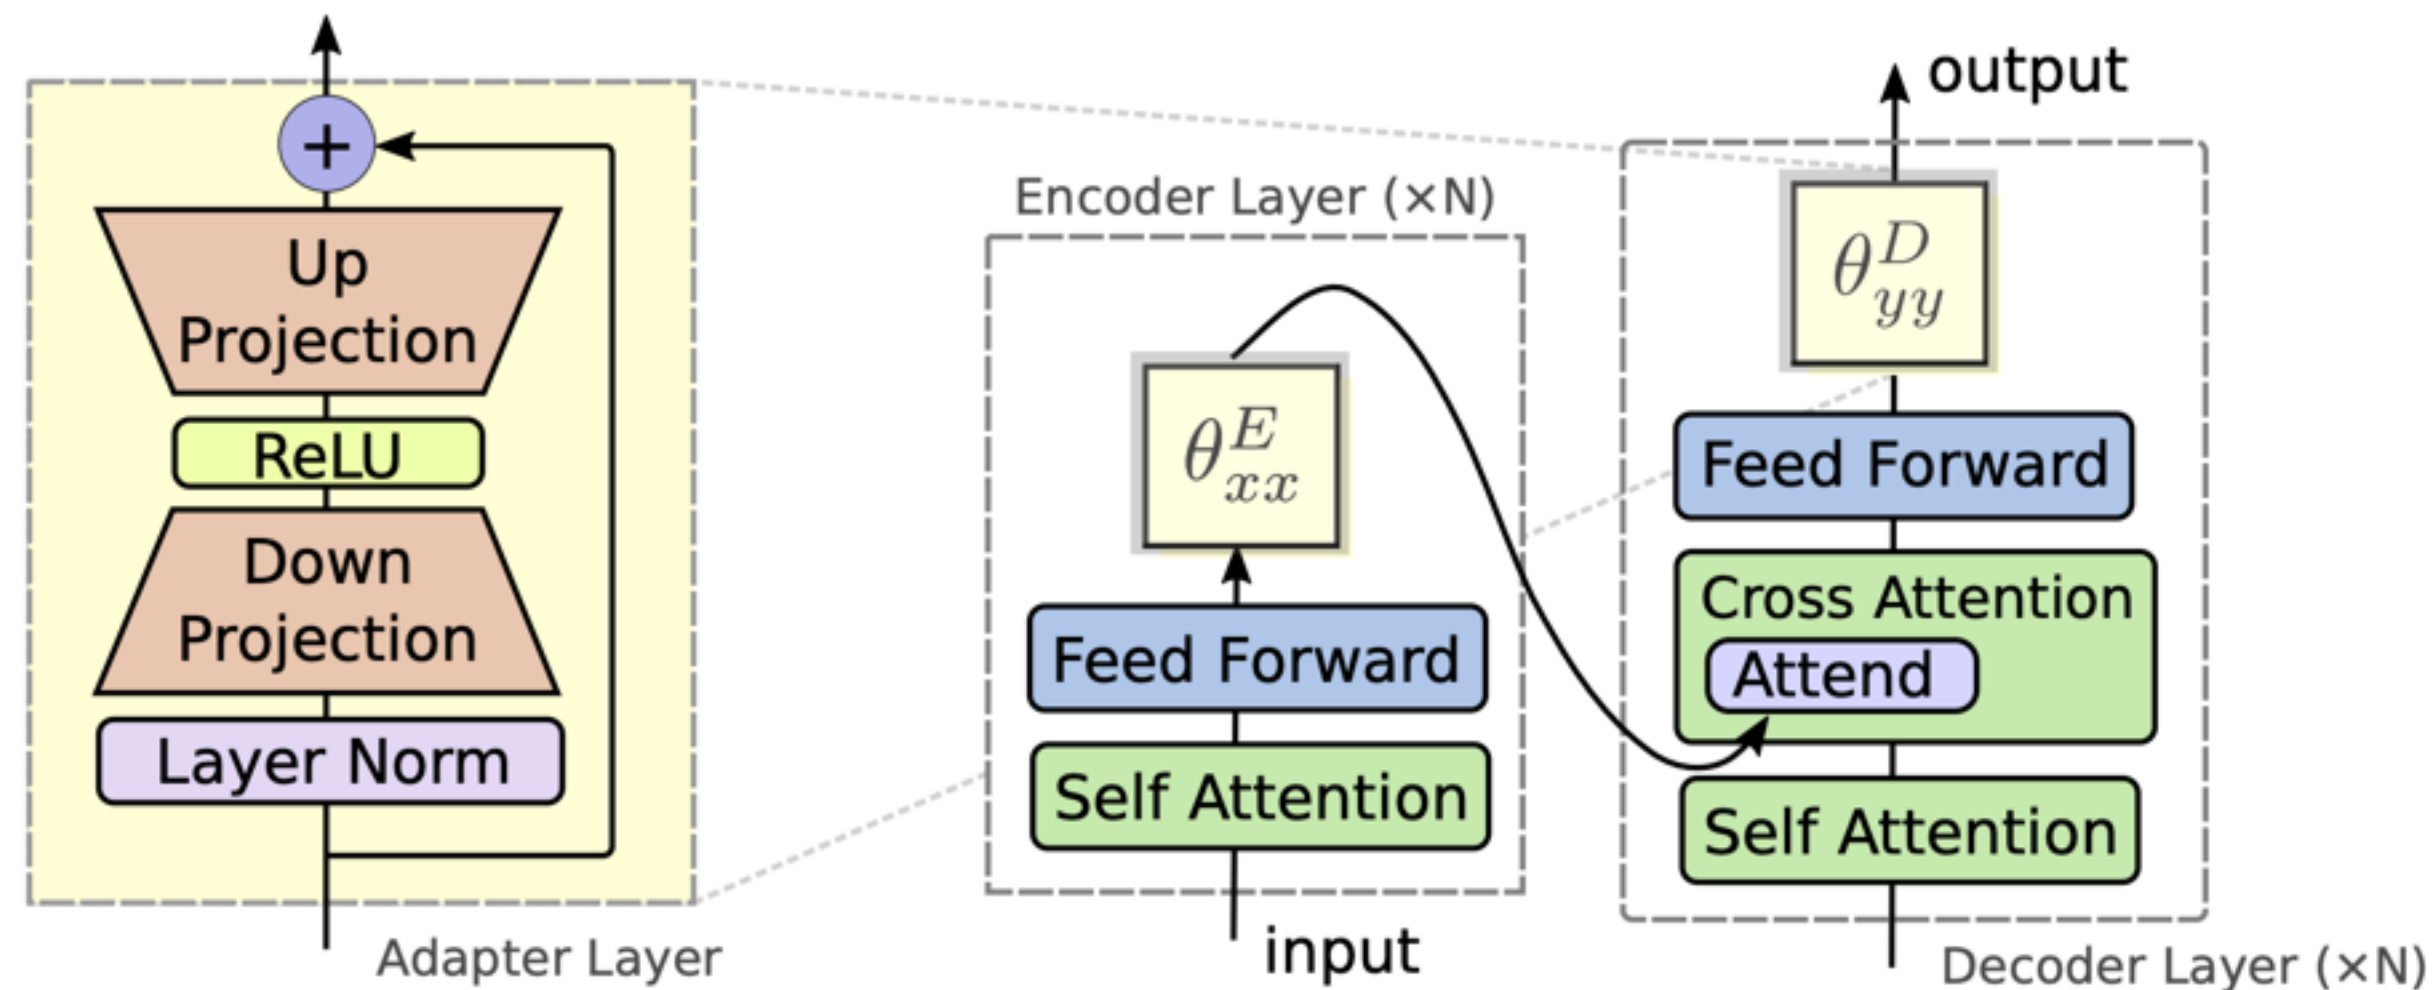 +
Up
Projection
ReLU
Down
Projection
Layer Norm
Adapter Layer
Encoder Layer (×N)
θ^E_xx
Feed Forward
Self Attention
input
output
θ^D_yy
Feed Forward
Cross Attention
Attend
Self Attention
Decoder Layer (×N)